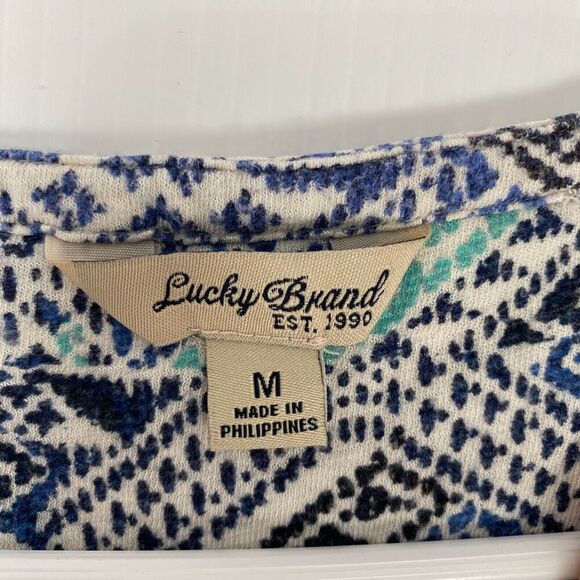 Lucky Brand
EST. 1990
M
MADE IN
PHILIPPINES